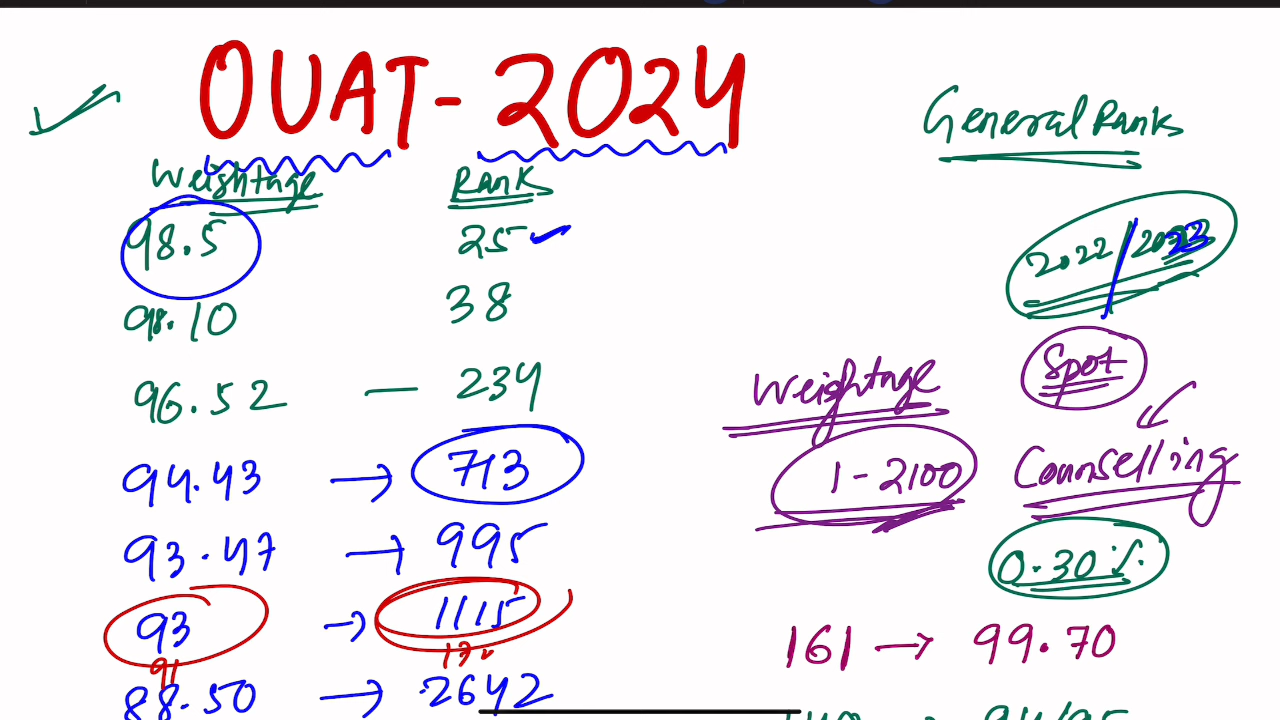 OUAT-2024
General Ranks
Weightage Rank
98.5 25
2022/2023
98.10 38
Spot
96.52 — 234
Weightage
94.43 → 713
1-2100
Counselling
93.47 → 995
0.30%.
93 → 1115
161 → 99.70
91
88.50 → 2642